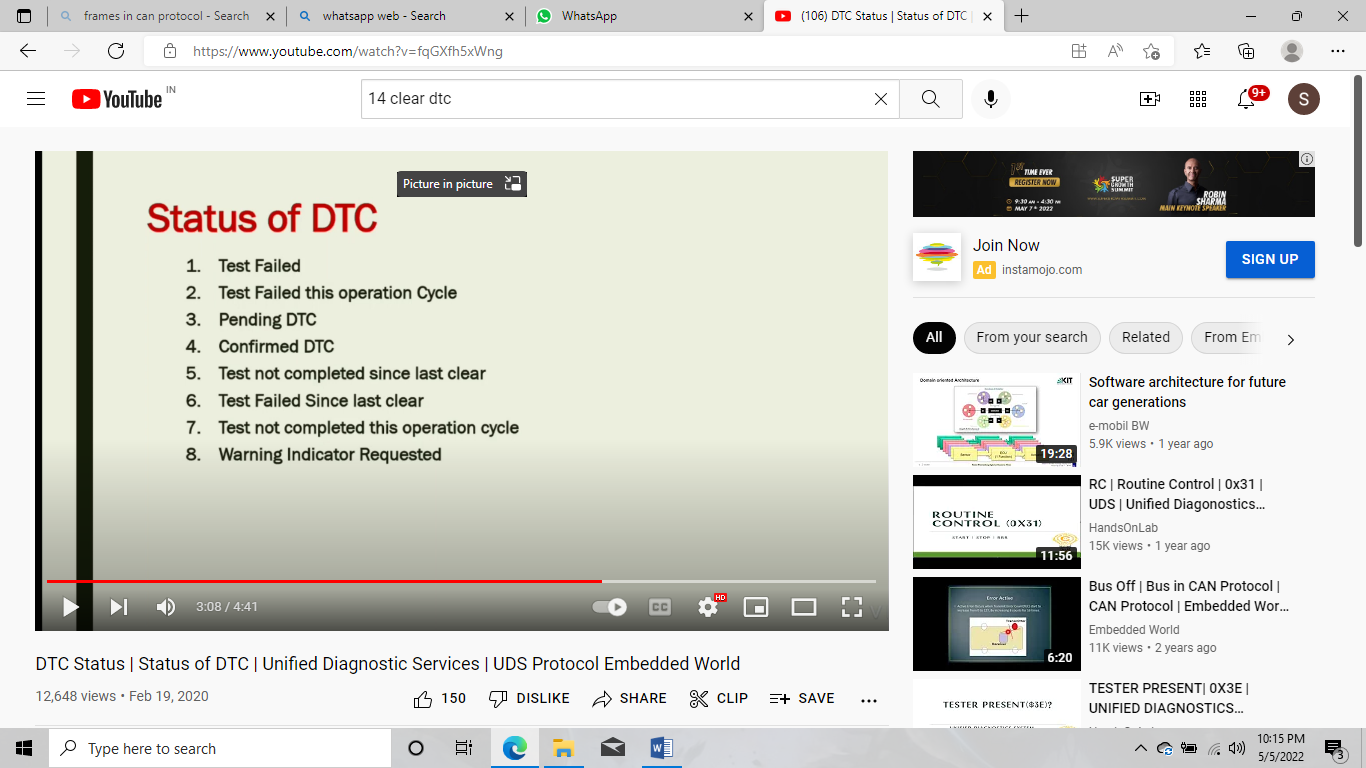 frames in can protocol - Search
whatsapp web - Search
WhatsApp
(106) DTC Status | Status of DTC |
https://www.youtube.com/watch?v=fqGXfh5xWng
YouTube IN
14 clear dtc
9+
S
Picture in picture
Status of DTC
1. Test Failed
2. Test Failed this operation Cycle
3. Pending DTC
4. Confirmed DTC
5. Test not completed since last clear
6. Test Failed Since last clear
7. Test not completed this operation cycle
8. Warning Indicator Requested
3:08 / 4:41
CC
HD
DTC Status | Status of DTC | Unified Diagnostic Services | UDS Protocol Embedded World
12,648 views • Feb 19, 2020
150
DISLIKE
SHARE
CLIP
SAVE
TIME EVER
REGISTER NOW
9:30 AM - 4:30 PM
MAY 7th 2022
SUPER
GROWTH
SUMMIT
ROBIN
SHARMA
MAIN KEYNOTE SPEAKER
Join Now
Ad instamojo.com
SIGN UP
All
From your search
Related
From Em
Domain oriented Architecture
KIT
19:28
Software architecture for future
car generations
e-mobil BW
5.9K views • 1 year ago
ROUTINE
CONTROL (0X31)
START | STOP | RRR
11:56
RC | Routine Control | 0x31 |
UDS | Unified Diagonostics...
HandsOnLab
15K views • 1 year ago
Error Active
6:20
Bus Off | Bus in CAN Protocol |
CAN Protocol | Embedded Wor...
Embedded World
11K views • 2 years ago
TESTER PRESENT($3E)?
TESTER PRESENT| 0X3E |
UNIFIED DIAGNOSTICS...
Type here to search
10:15 PM
5/5/2022
3